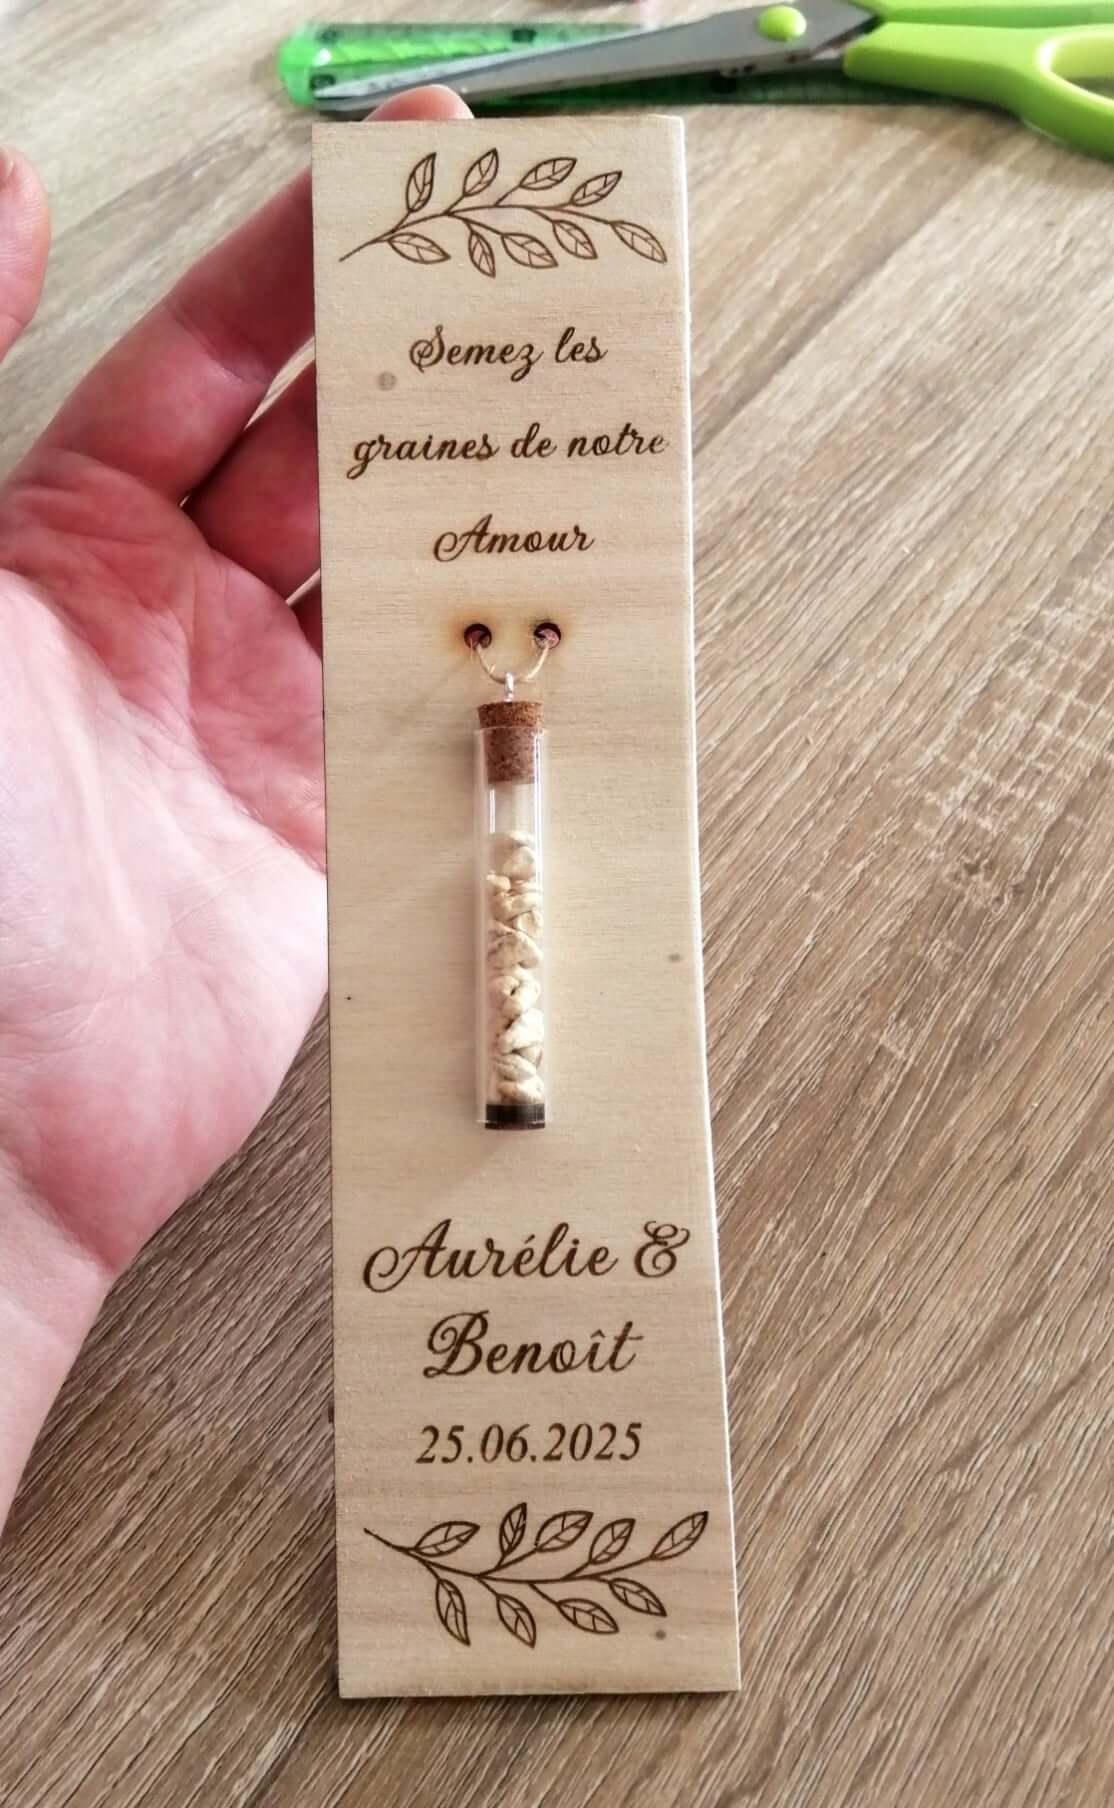 Semez les
graines de notre
Amour
Aurélie &
Benoît
25.06.2025